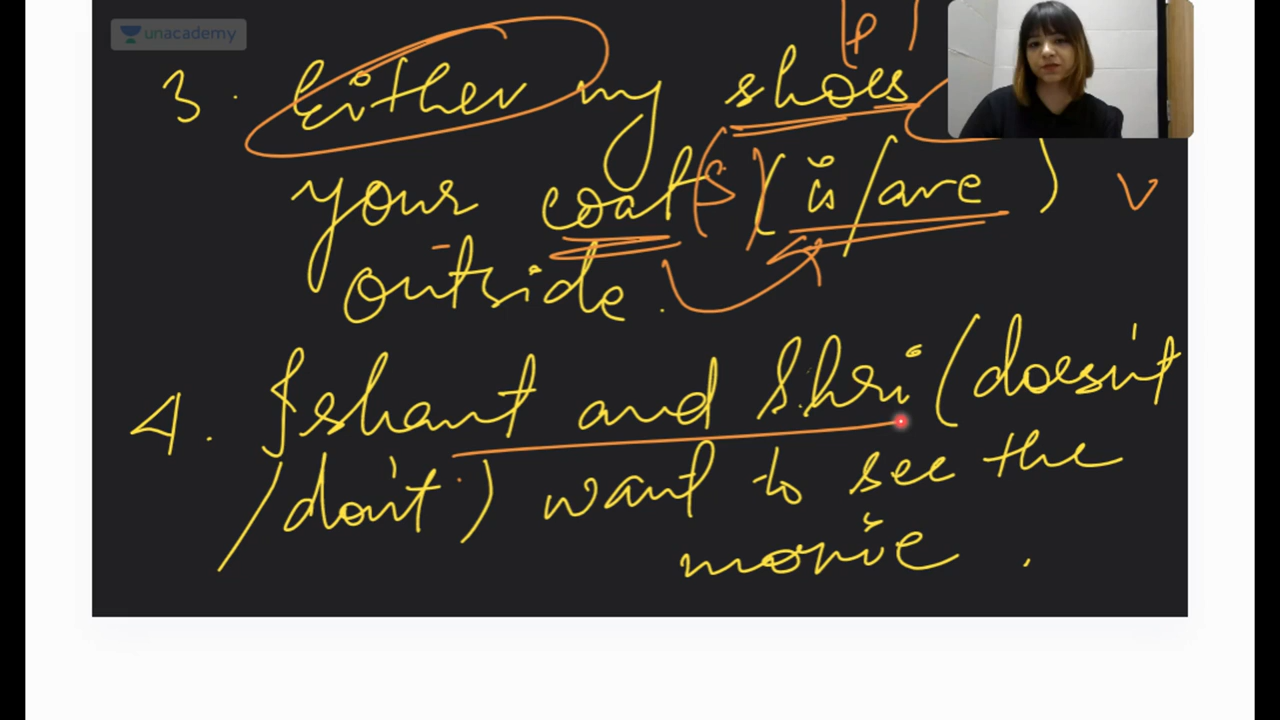 unacademy
3. Either my shoes
your coat (S) (is/are) V
outside.
4. Ishant and Shri (doesn't
/don't) want to see the
movie.